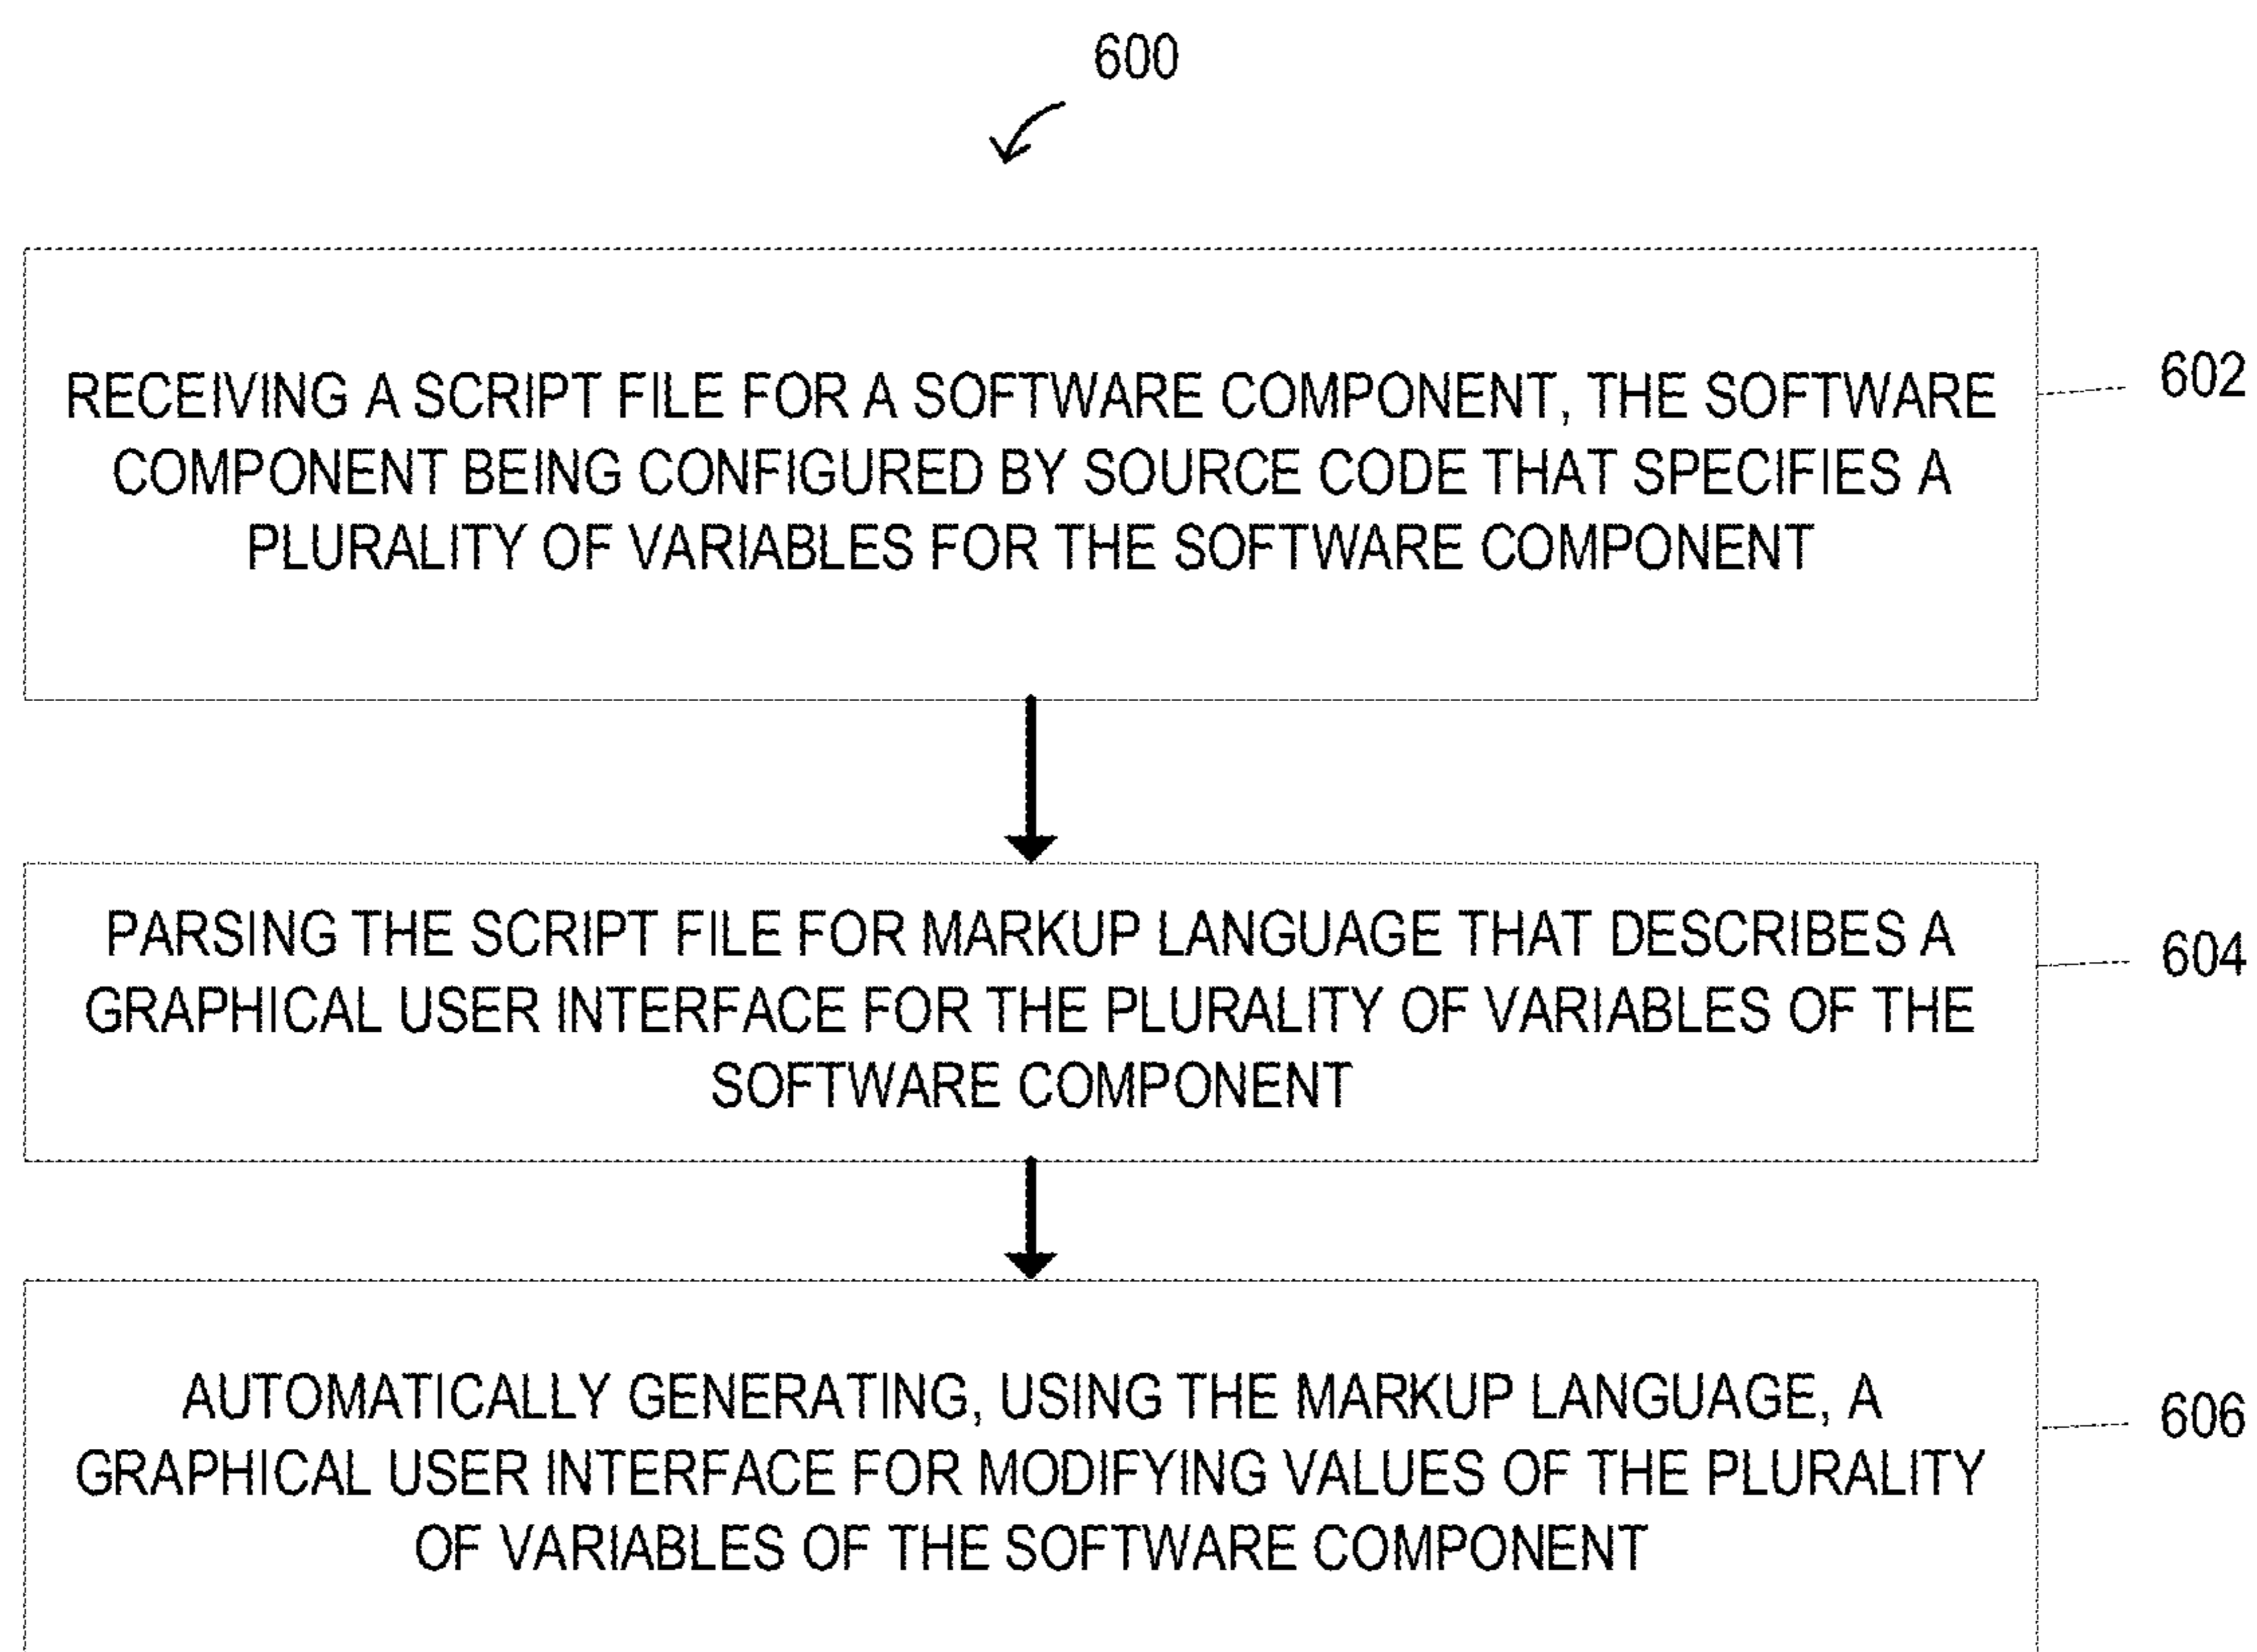 600
RECEIVING A SCRIPT FILE FOR A SOFTWARE COMPONENT, THE SOFTWARE
COMPONENT BEING CONFIGURED BY SOURCE CODE THAT SPECIFIES A
PLURALITY OF VARIABLES FOR THE SOFTWARE COMPONENT
602
PARSING THE SCRIPT FILE FOR MARKUP LANGUAGE THAT DESCRIBES A
GRAPHICAL USER INTERFACE FOR THE PLURALITY OF VARIABLES OF THE
SOFTWARE COMPONENT
604
AUTOMATICALLY GENERATING, USING THE MARKUP LANGUAGE, A
GRAPHICAL USER INTERFACE FOR MODIFYING VALUES OF THE PLURALITY
OF VARIABLES OF THE SOFTWARE COMPONENT
606